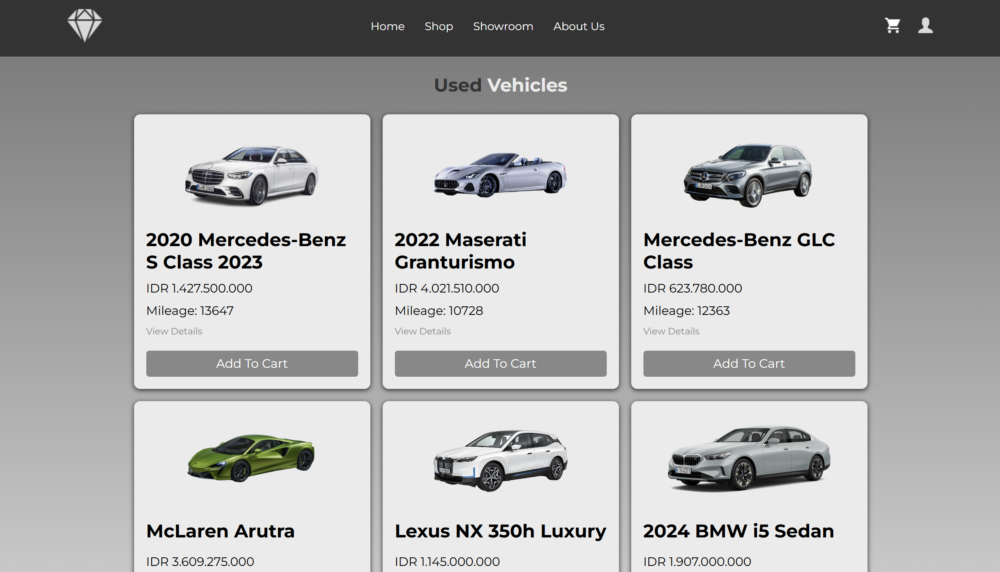 Home Shop Showroom About Us
Used Vehicles
S MB 1002
S MB 2424
2020 Mercedes-Benz
S Class 2023
IDR 1.427.500.000
Mileage: 13647
View Details
Add To Cart
2022 Maserati
Granturismo
IDR 4.021.510.000
Mileage: 10728
View Details
Add To Cart
Mercedes-Benz GLC
Class
IDR 623.780.000
Mileage: 12363
View Details
Add To Cart
McLaren Arutra
IDR 3.609.275.000
Lexus NX 350h Luxury
IDR 1.145.000.000
2024 BMW i5 Sedan
IDR 1.907.000.000